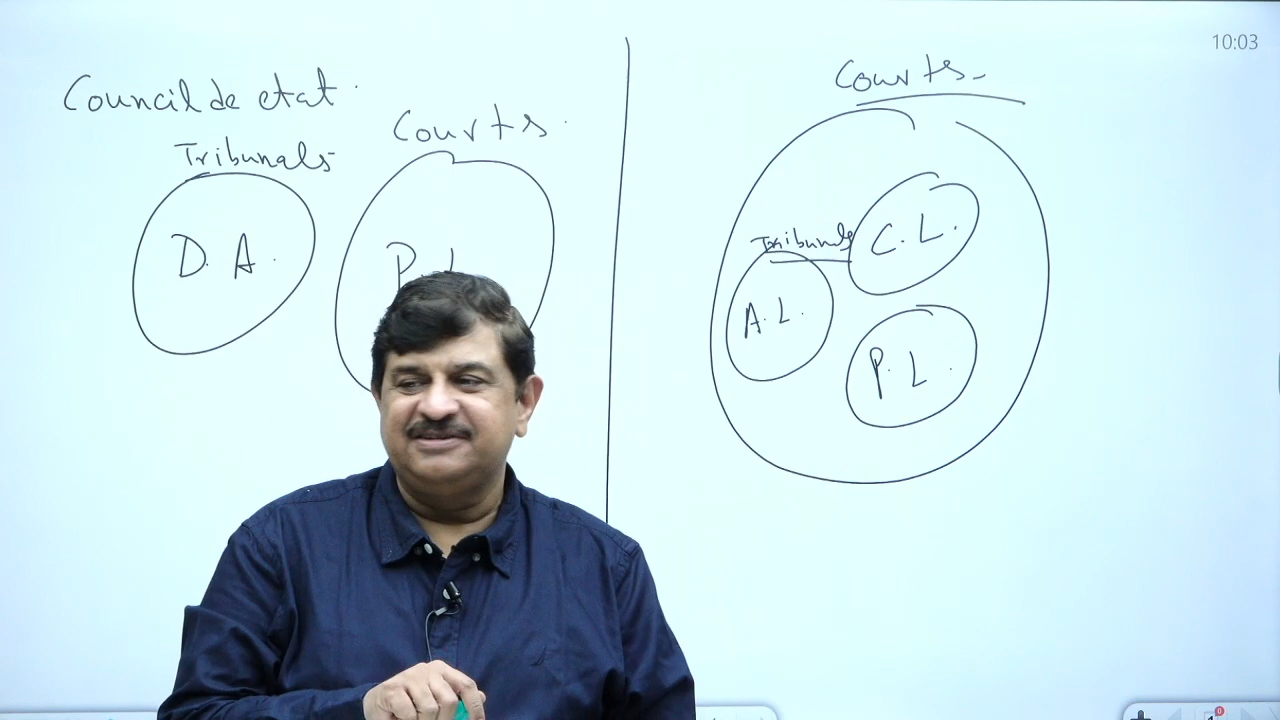 10:03
Council de etat.
Tribunals
Courts.
D. A.
P. L
Courts.
Tribunals
C. L.
A. L.
P. L.